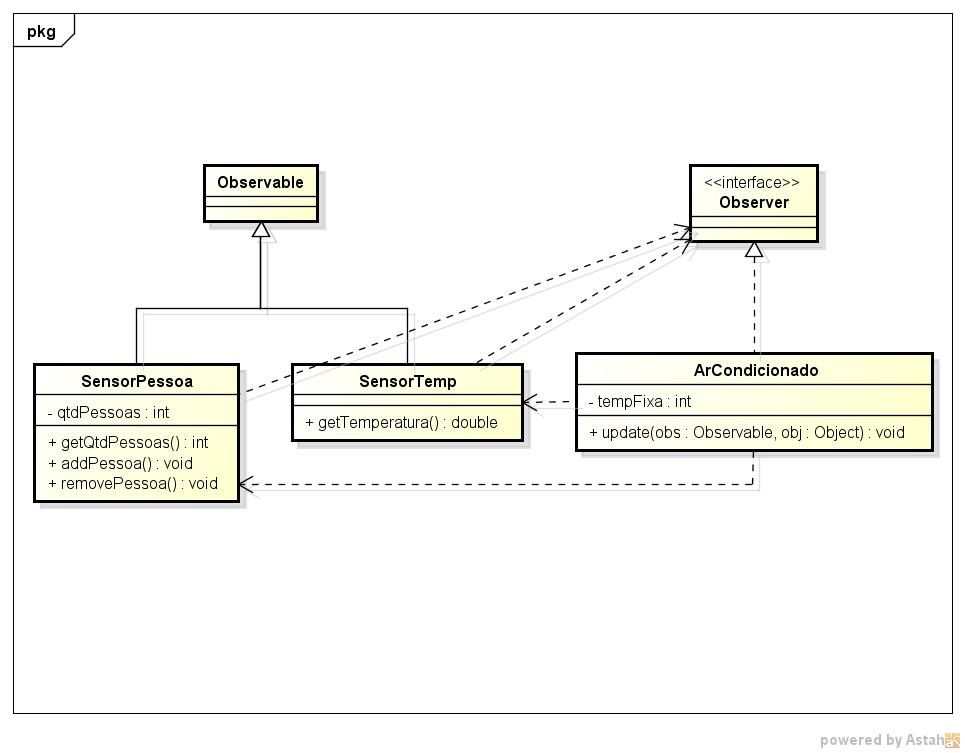 pkg
Observable
<<interface>>
Observer
SensorPessoa
- qtdPessoas : int
+ getQtdPessoas() : int
+ addPessoa() : void
+ removePessoa() : void
SensorTemp
+ getTemperatura() : double
ArCondicionado
- tempFixa : int
+ update(obs : Observable, obj : Object) : void
powered by Astah